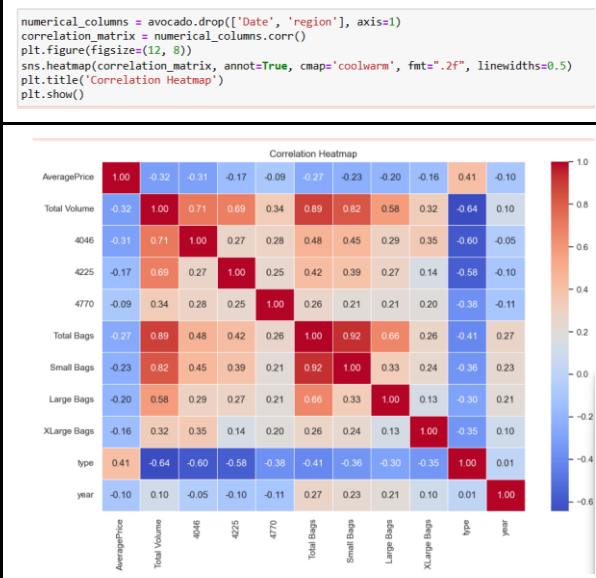 numerical_columns = avocado.drop(['Date', 'region'], axis=1)
correlation_matrix = numerical_columns.corr()
plt.figure(figsize=(12, 8))
sns.heatmap(correlation_matrix, annot=True, cmap='coolwarm', fmt=".2f", linewidths=0.5)
plt.title('Correlation Heatmap')
plt.show()
Correlation Heatmap
AveragePrice 1.00 -0.32 -0.31 -0.17 -0.09 -0.27 -0.23 -0.20 -0.16 0.41 -0.10
Total Volume -0.32 1.00 0.71 0.69 0.34 0.89 0.82 0.58 0.32 -0.64 0.10
4046 -0.31 0.71 1.00 0.27 0.28 0.48 0.45 0.29 0.35 -0.60 -0.05
4225 -0.17 0.69 0.27 1.00 0.25 0.42 0.39 0.27 0.14 -0.58 -0.10
4770 -0.09 0.34 0.28 0.25 1.00 0.26 0.21 0.21 0.20 -0.38 -0.11
Total Bags -0.27 0.89 0.48 0.42 0.26 1.00 0.92 0.66 0.26 -0.41 0.27
Small Bags -0.23 0.82 0.45 0.39 0.21 0.92 1.00 0.33 0.24 -0.36 0.23
Large Bags -0.20 0.58 0.29 0.27 0.21 0.66 0.33 1.00 0.13 -0.30 0.21
XLarge Bags -0.16 0.32 0.35 0.14 0.20 0.26 0.24 0.13 1.00 -0.35 0.10
type 0.41 -0.64 -0.60 -0.58 -0.38 -0.41 -0.36 -0.30 -0.35 1.00 0.01
year -0.10 0.10 -0.05 -0.10 -0.11 0.27 0.23 0.21 0.10 0.01 1.00
AveragePrice
Total Volume
4046
4225
4770
Total Bags
Small Bags
Large Bags
XLarge Bags
type
year
1.0
0.8
0.6
0.4
0.2
0.0
-0.2
-0.4
-0.6